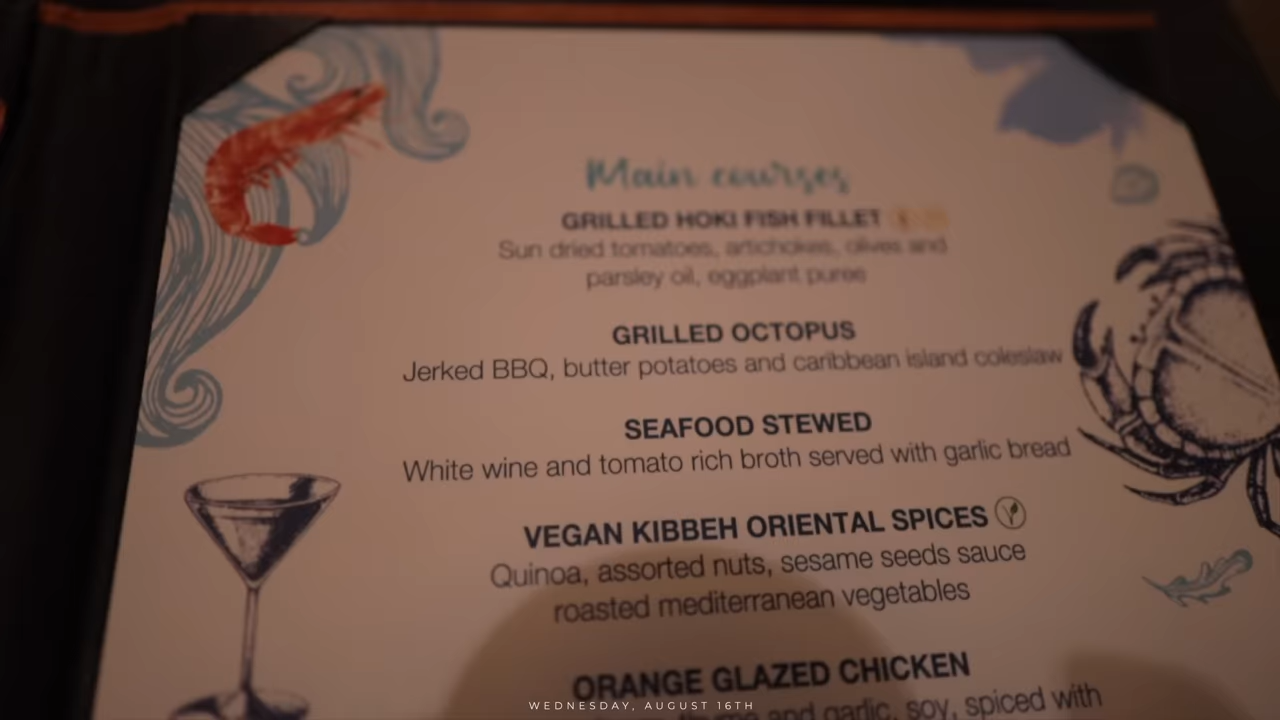 Main courses
GRILLED HOKI FISH FILLET
Sun dried tomatoes, artichokes, olives and
parsley oil, eggplant puree
GRILLED OCTOPUS
Jerked BBQ, butter potatoes and caribbean island coleslaw
SEAFOOD STEWED
White wine and tomato rich broth served with garlic bread
VEGAN KIBBEH ORIENTAL SPICES
Quinoa, assorted nuts, sesame seeds sauce
roasted mediterranean vegetables
ORANGE GLAZED CHICKEN
and garlic, soy, spiced with
WEDNESDAY, AUGUST 16TH